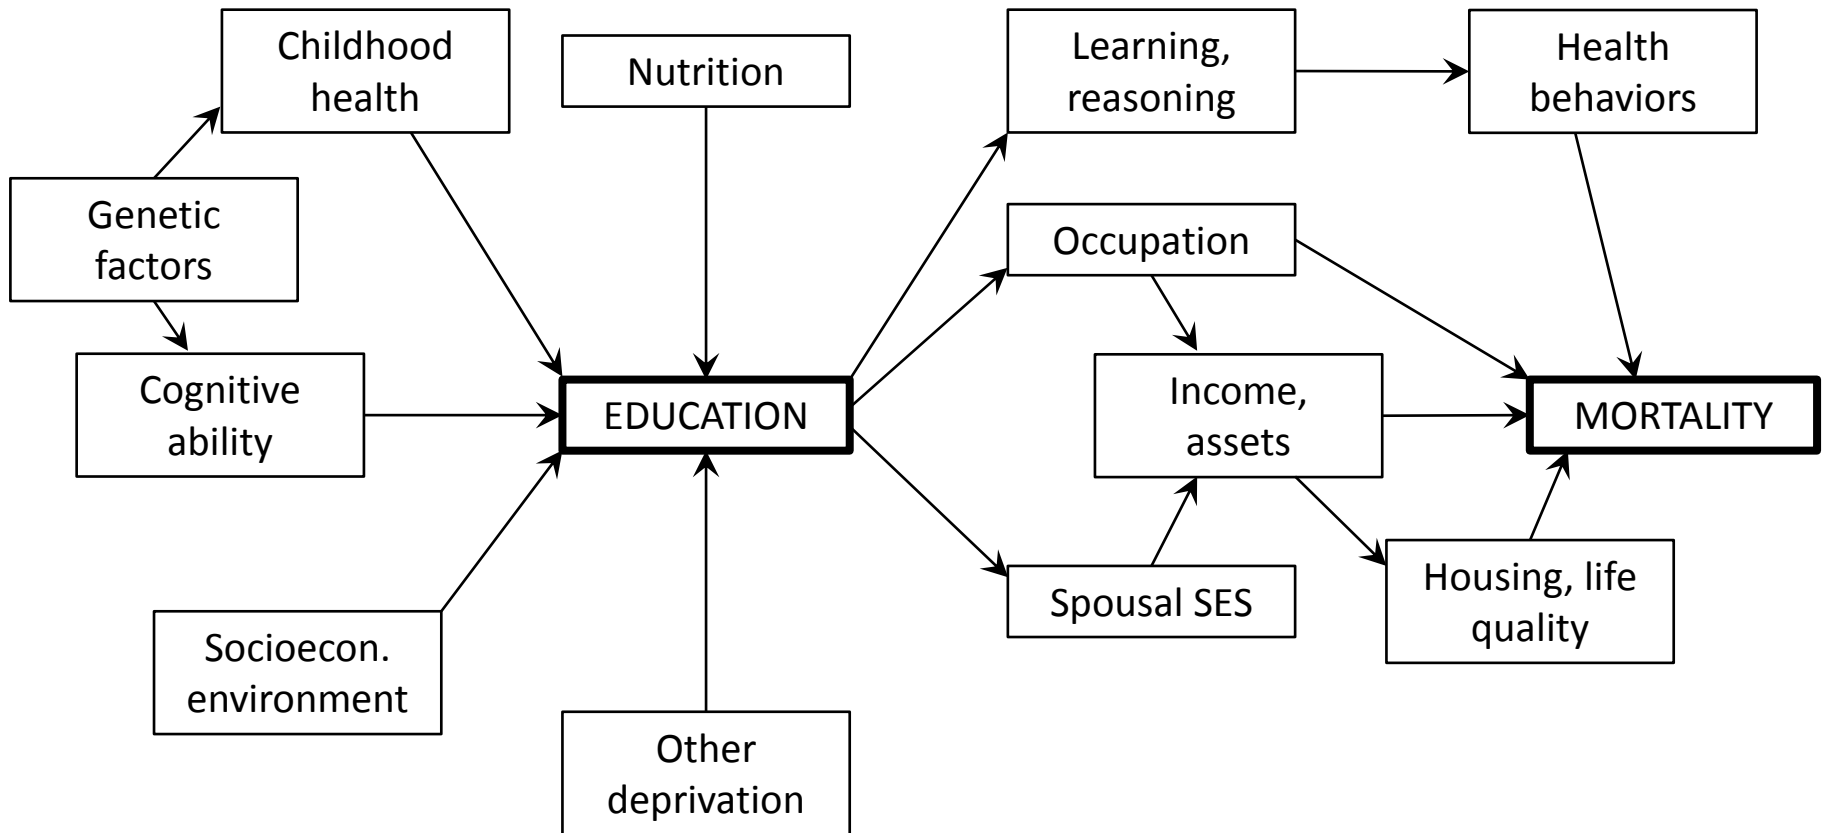 Childhood
health
Nutrition
Learning,
reasoning
Health
behaviors
Genetic
factors
Occupation
Cognitive
ability
EDUCATION
Income,
assets
MORTALITY
Socioecon.
environment
Spousal SES
Housing, life
quality
Other
deprivation